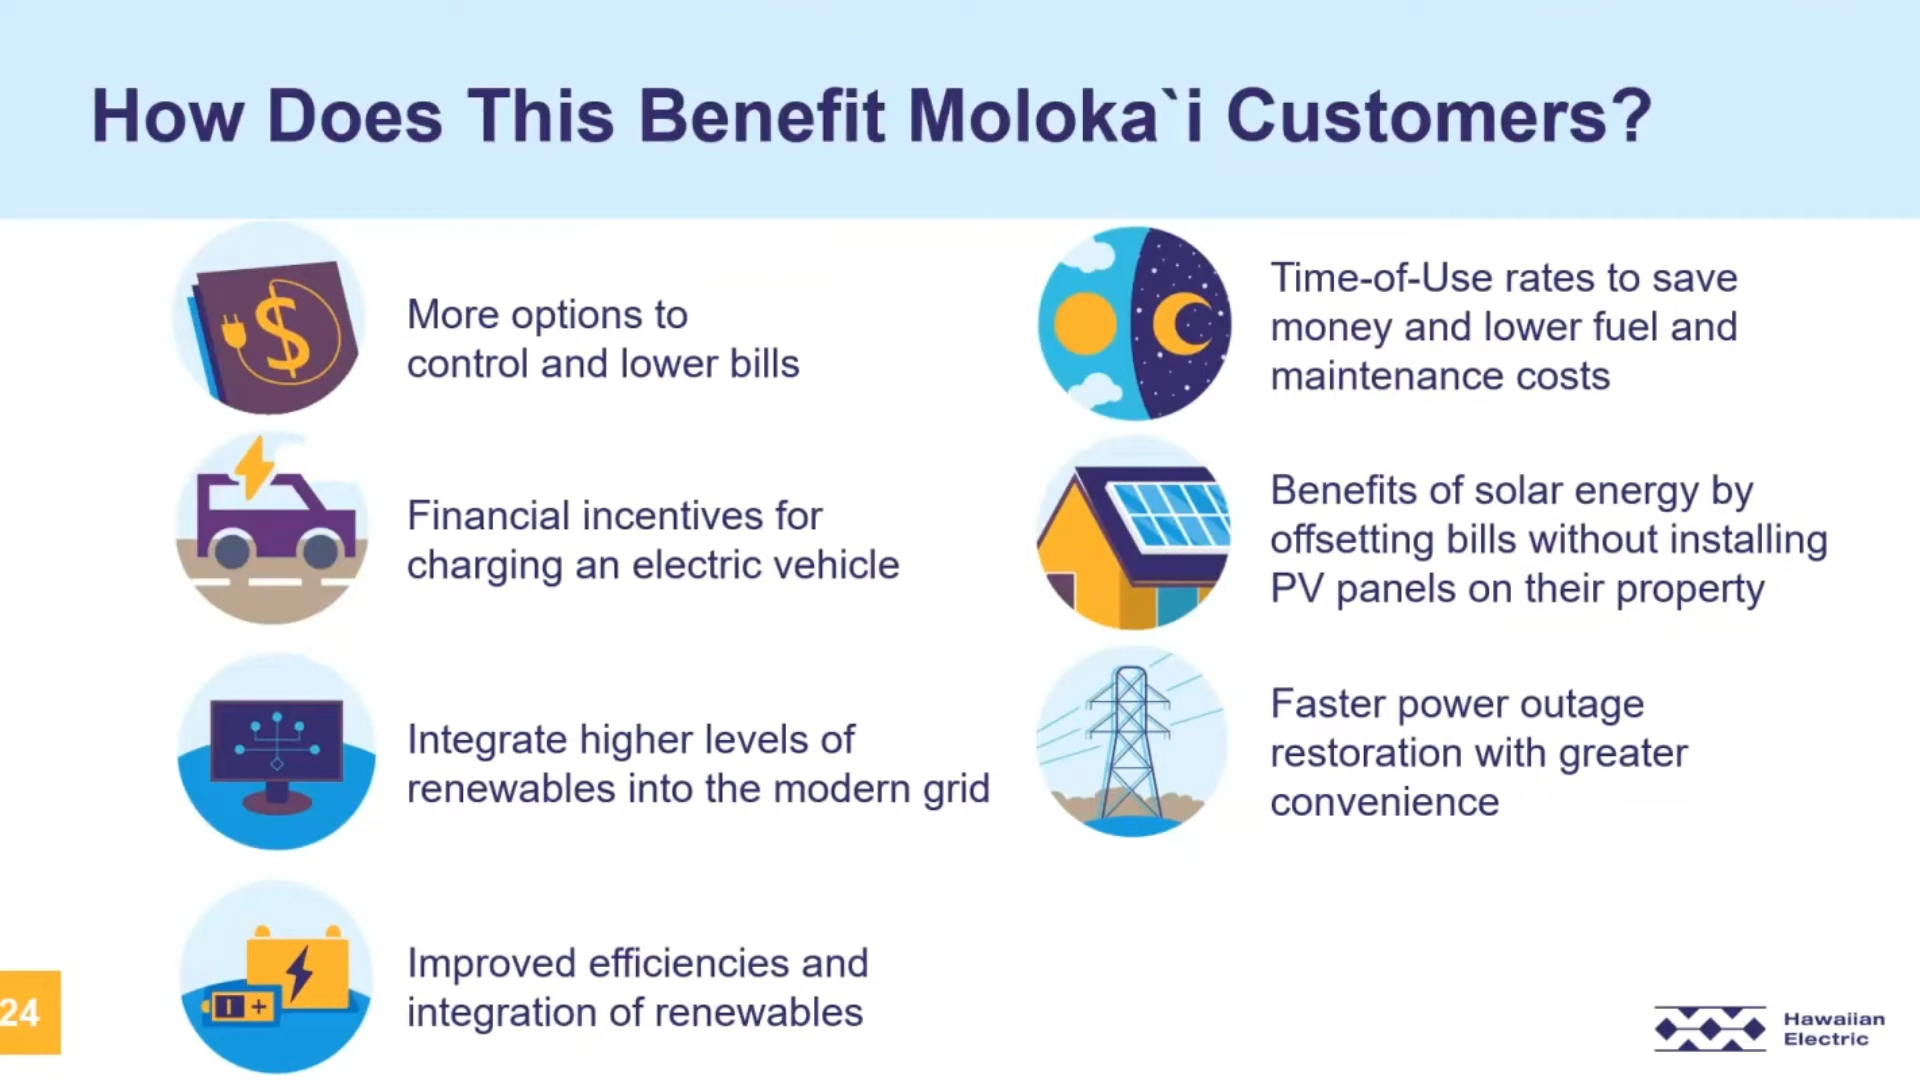 How Does This Benefit Moloka`i Customers?
More options to
control and lower bills
Financial incentives for
charging an electric vehicle
Integrate higher levels of
renewables into the modern grid
Improved efficiencies and
integration of renewables
Time-of-Use rates to save
money and lower fuel and
maintenance costs
Benefits of solar energy by
offsetting bills without installing
PV panels on their property
Faster power outage
restoration with greater
convenience
24
Hawaiian
Electric